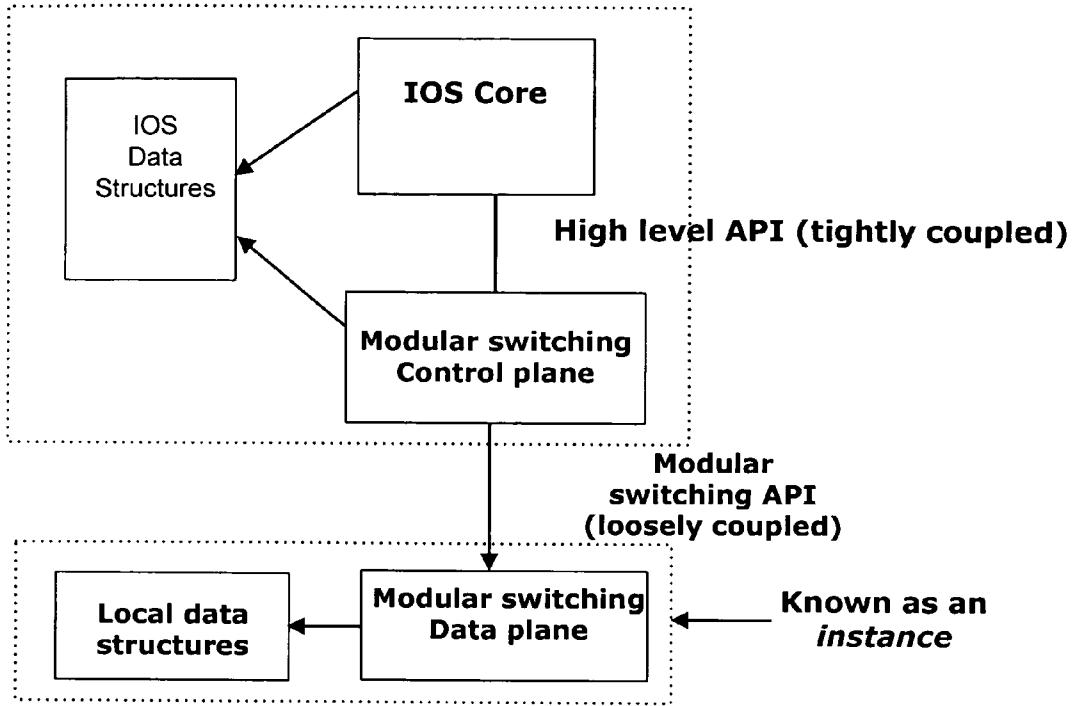 IOS Core
IOS
Data
Structures
High level API (tightly coupled)
Modular switching
Control plane
Modular
switching API
(loosely coupled)
Local data
structures
Modular switching
Data plane
Known as an
instance